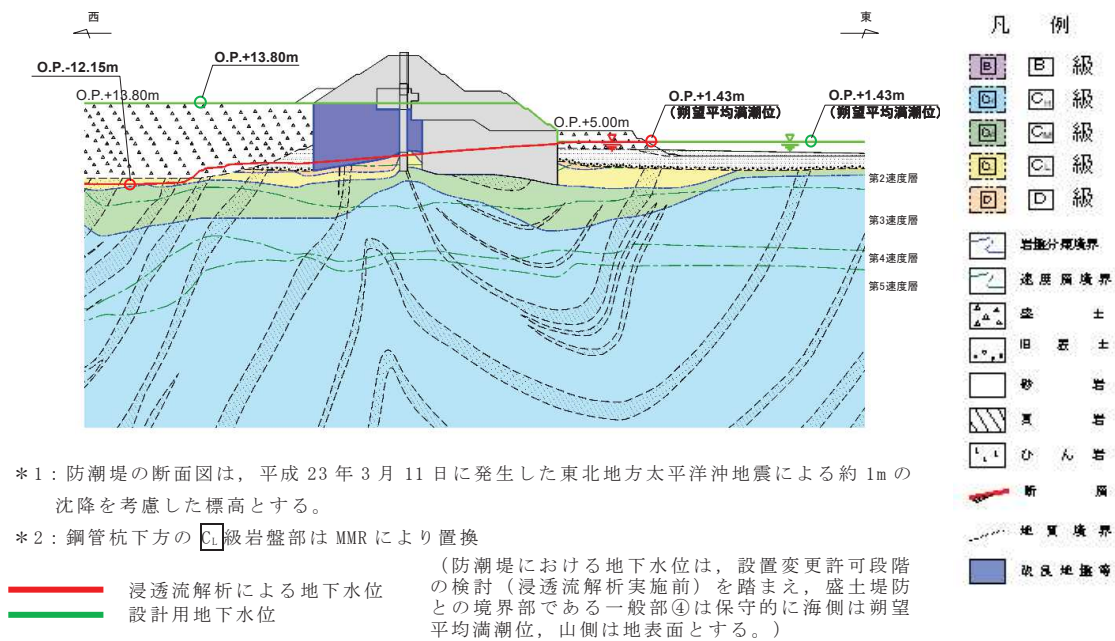 西
東
O.P.+13.80m
O.P.-12.15m
O.P.+13.80m
O.P.+5.00m
O.P.+1.43m
(朔望平均満潮位)
O.P.+1.43m
(朔望平均満潮位)
第2速度層
第3速度層
第4速度層
第5速度層
凡 例
B B 級
CH 級
CM 級
CL 級
D D 級
岩盤分類境界
速度層境界
盛 土
旧 表 土
砂 岩
頁 岩
ひ ん 岩
断 層
地質境界
改良地盤等
*1:防潮堤の断面図は,平成 23 年 3 月 11 日に発生した東北地方太平洋沖地震による約 1m の
沈降を考慮した標高とする。
*2:鋼管杭下方の CL 級岩盤部は MMR により置換
浸透流解析による地下水位
設計用地下水位
(防潮堤における地下水位は,設置変更許可段階
の検討(浸透流解析実施前)を踏まえ,盛土堤防
との境界部である一般部④は保守的に海側は朔望
平均満潮位,山側は地表面とする。)